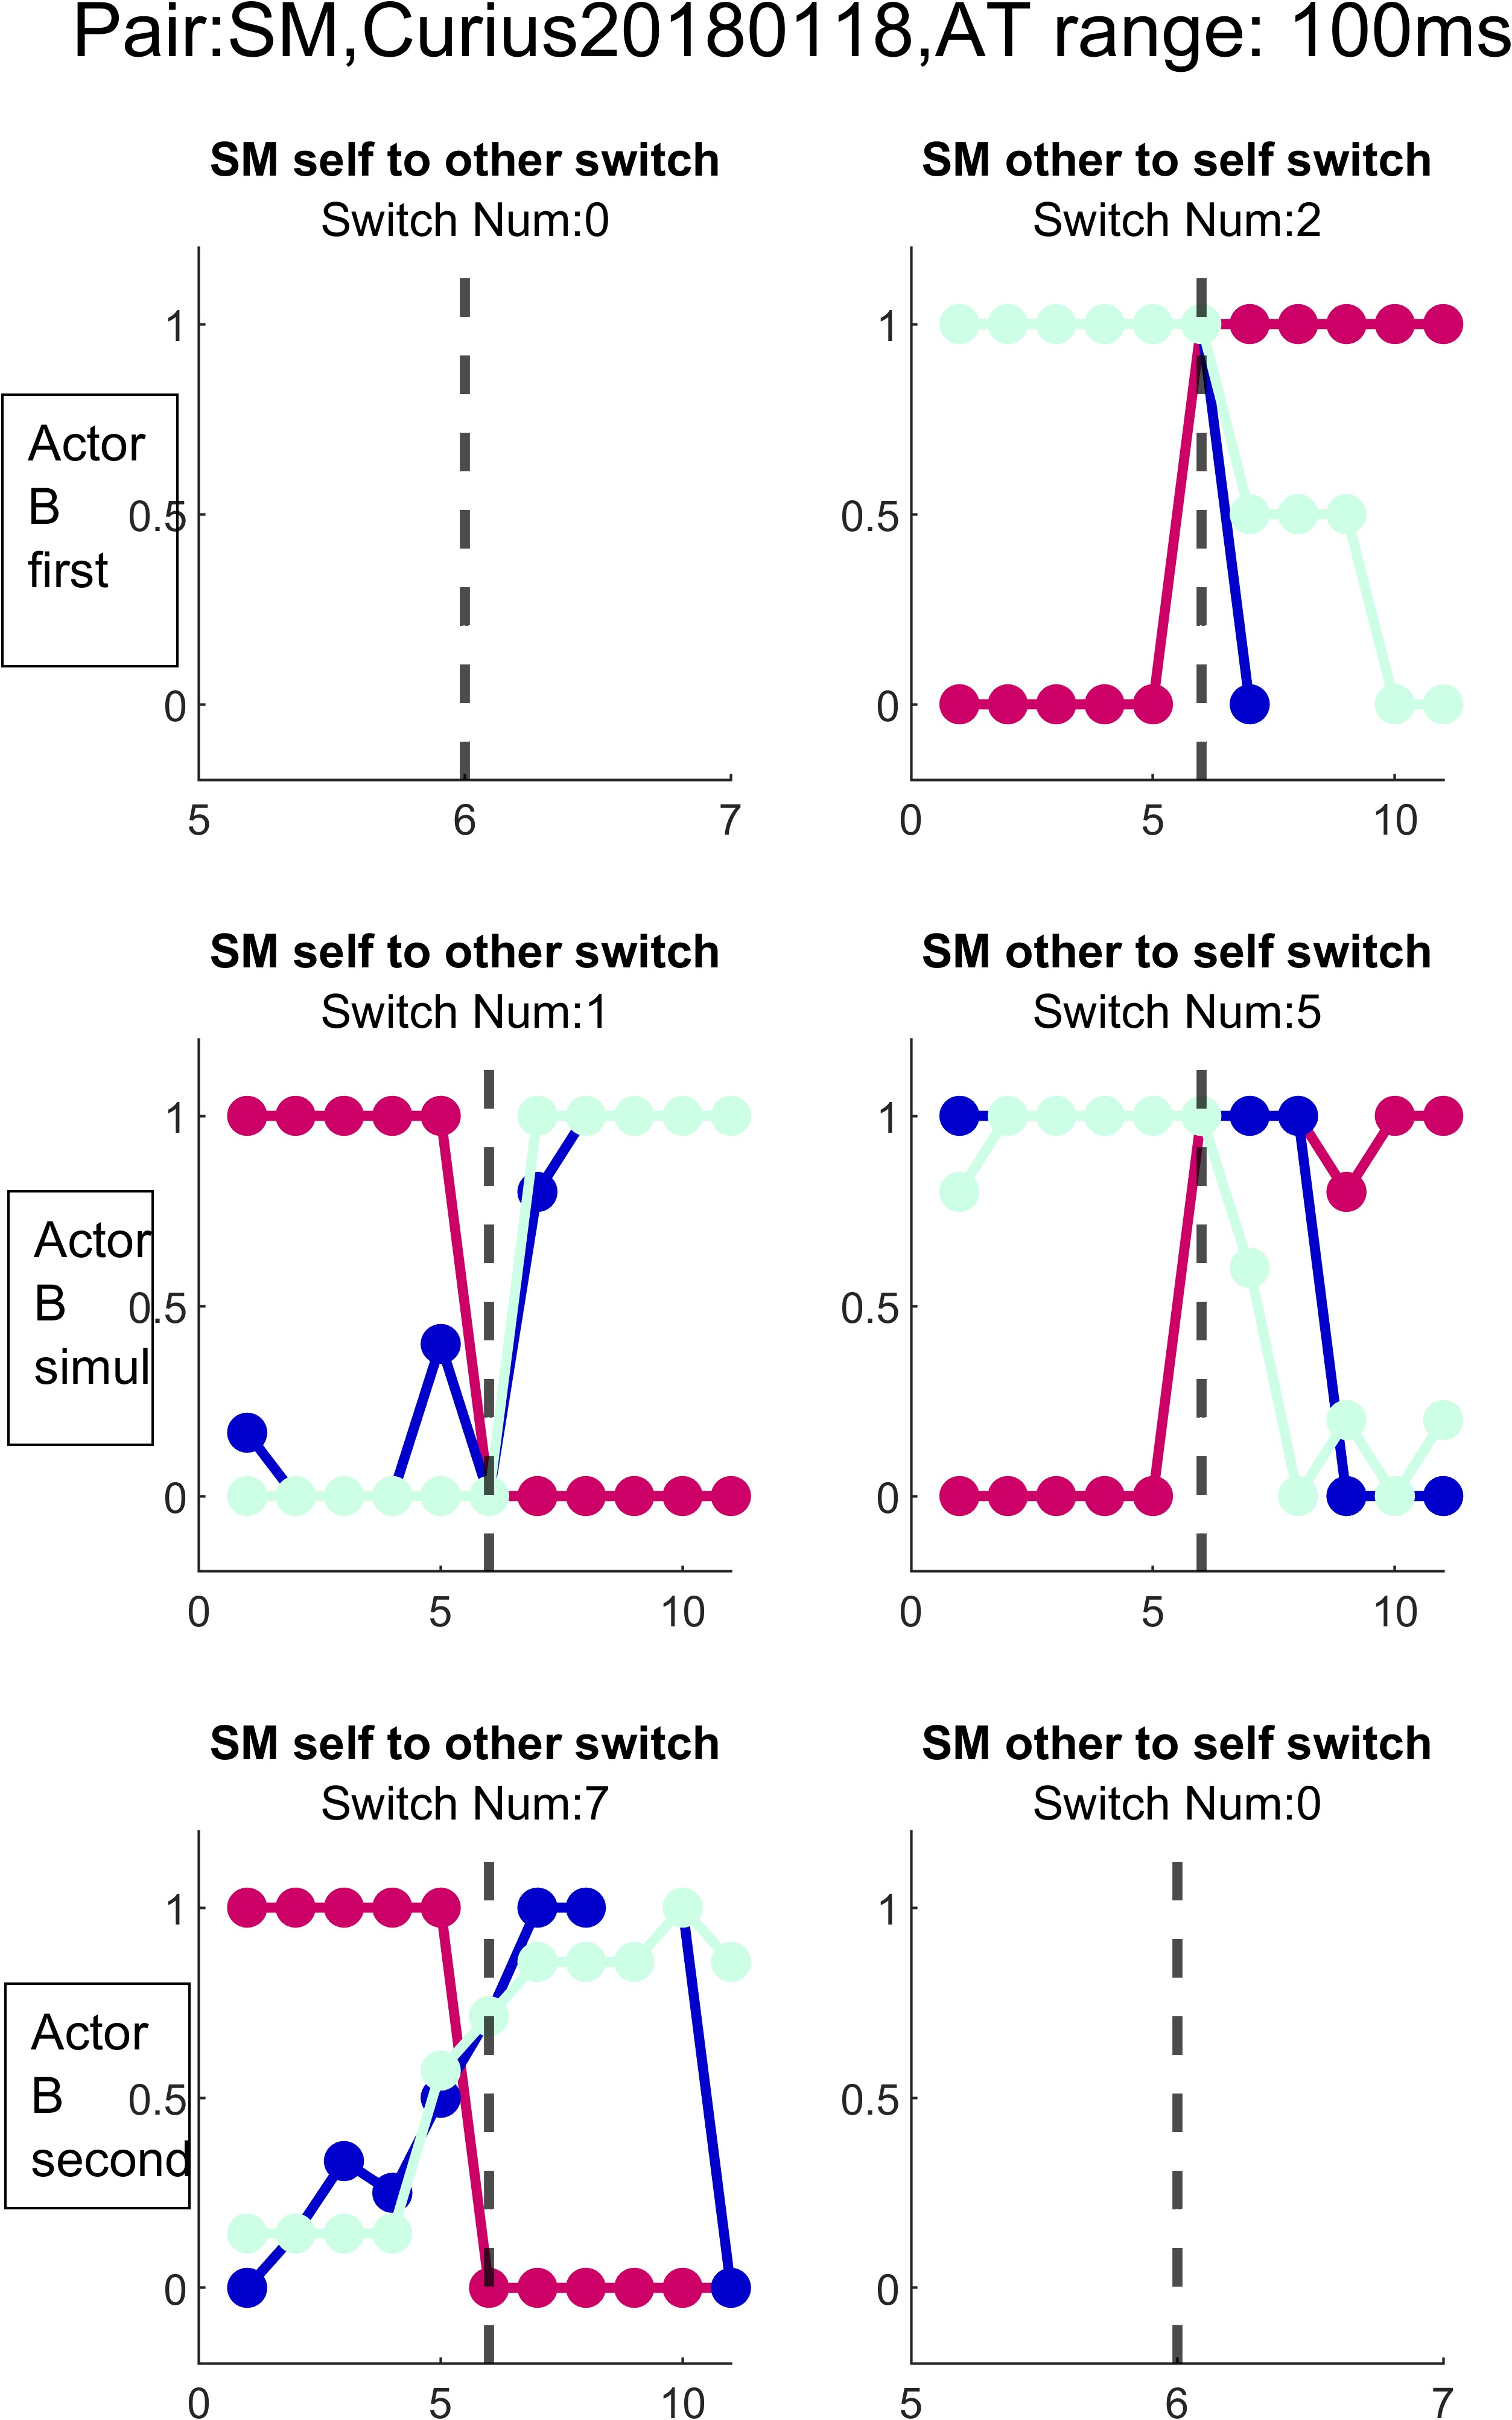 Pair:SM,Curius20180118,AT range: 100ms
SM self to other switch
Switch Num:0
SM other to self switch
Switch Num:2
Actor
B
first
1
0.5
0
5 6 7
1
0.5
0
0 5 10
SM self to other switch
Switch Num:1
SM other to self switch
Switch Num:5
Actor
B
simul
1
0.5
0
0 5 10
1
0.5
0
0 5 10
SM self to other switch
Switch Num:7
SM other to self switch
Switch Num:0
Actor
B
second
1
0.5
0
0 5 10
1
0.5
0
5 6 7